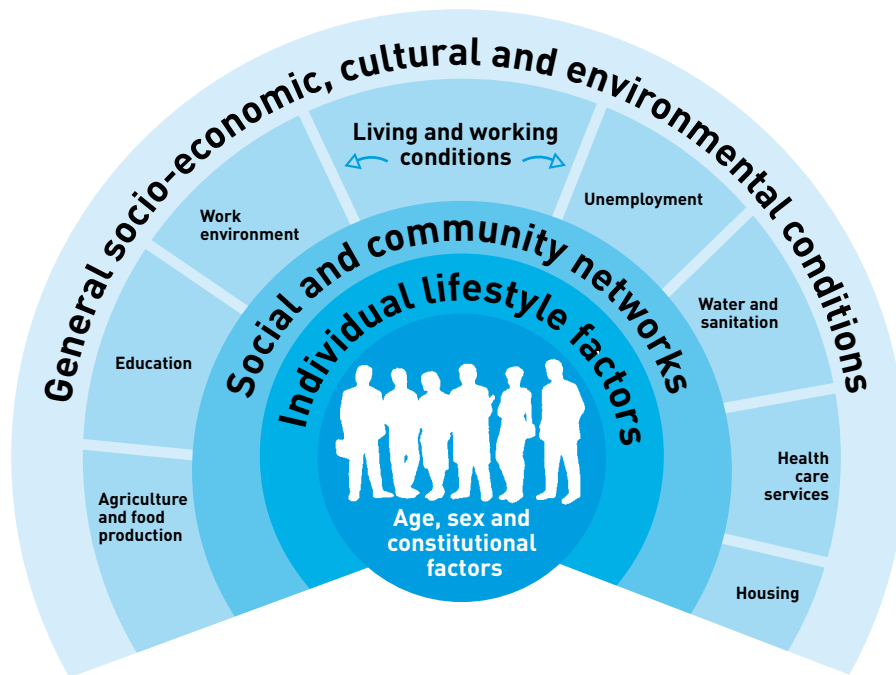 General socio-economic, cultural and environmental conditions
Living and working
conditions
Work
environment
Unemployment
Education
Water and
sanitation
Agriculture
and food
production
Health
care
services
Housing
Social and community networks
Individual lifestyle factors
Age, sex and
constitutional
factors